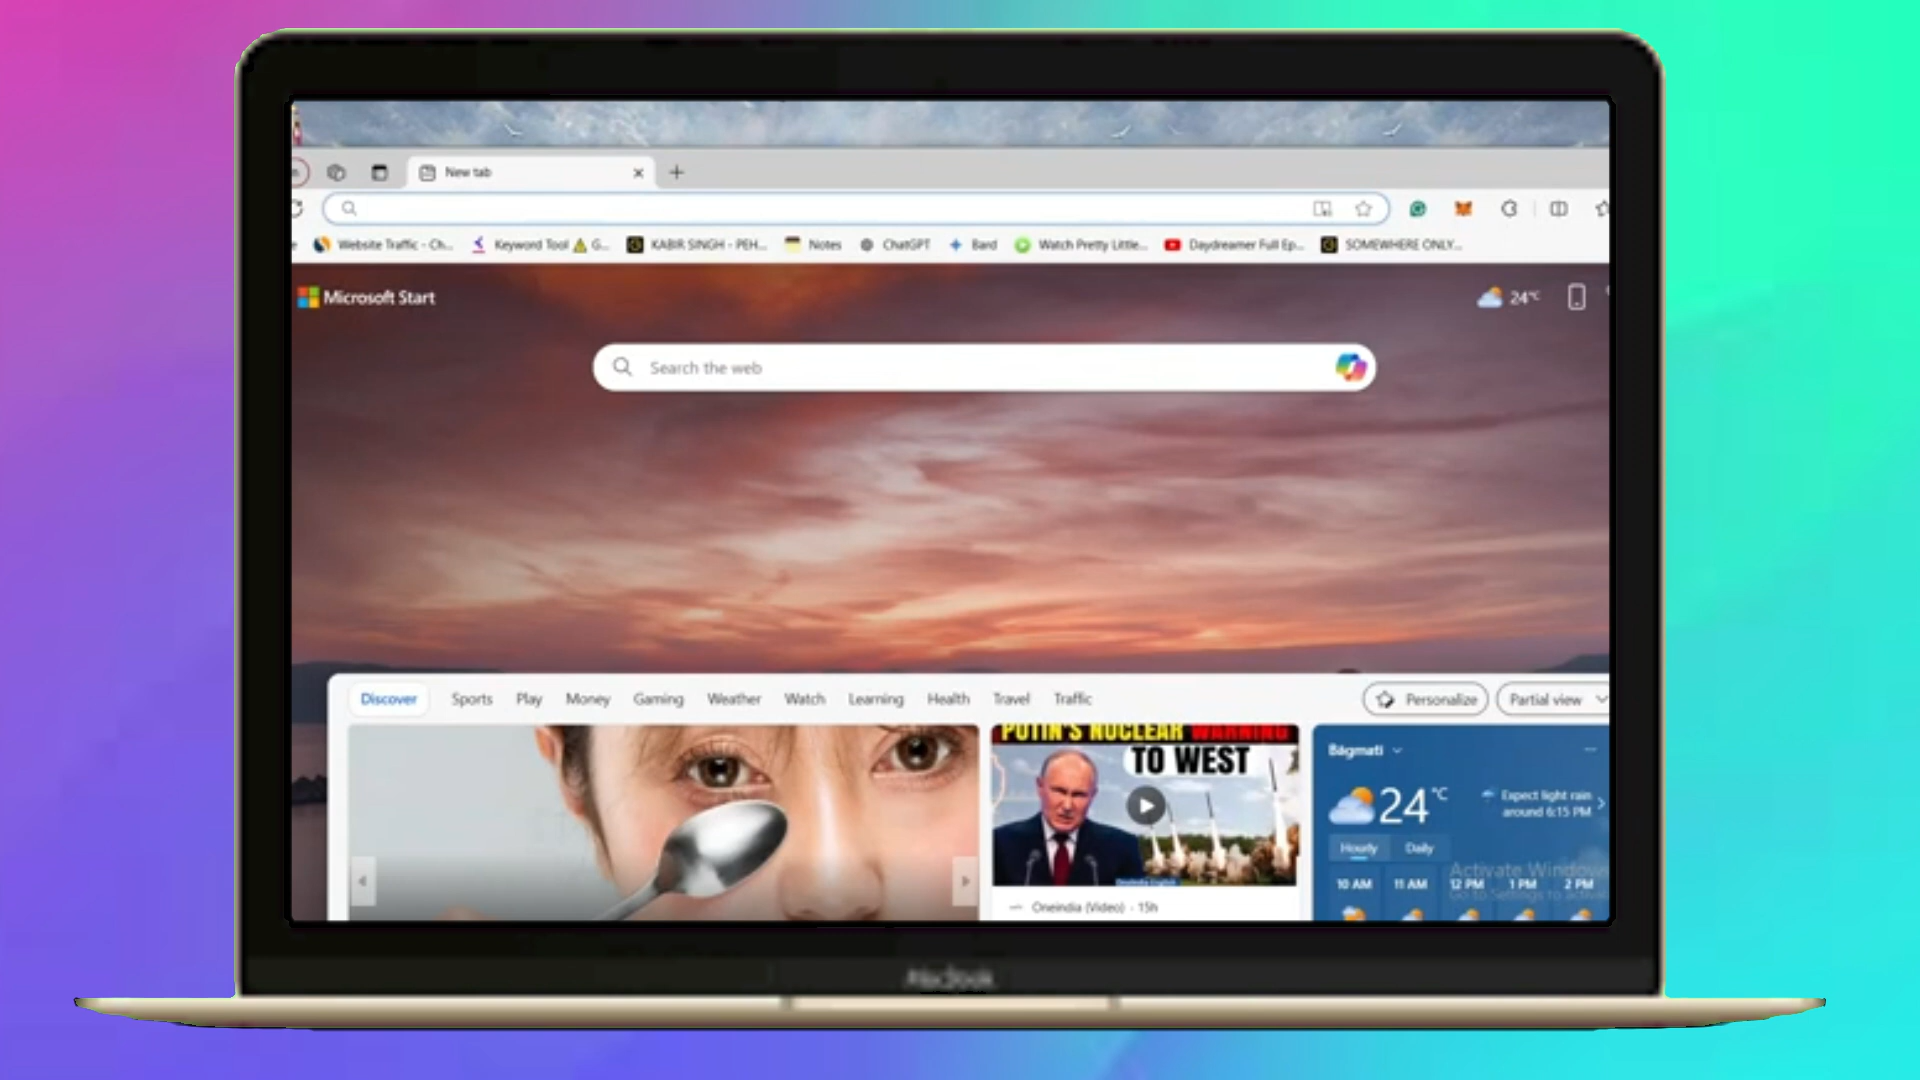 New tab
Website Traffic - Ch...
Keyword Tool ⚠ G...
KABIR SINGH - PEH...
Notes
ChatGPT
Bard
Watch Pretty Little...
Daydreamer Full Ep...
SOMEWHERE ONLY...
Microsoft Start
24°C
Search the web
Discover
Sports
Play
Money
Gaming
Weather
Watch
Learning
Health
Travel
Traffic
Personalize
Partial view
PUTIN'S NUCLEAR WARNING
TO WEST
Oneindia (Video) · 15h
Bāgmatī
24°C
Expect light rain
around 6:15 PM
Hourly
Daily
Activate Windows
10 AM
11 AM
12 PM
1 PM
2 PM
MacBook